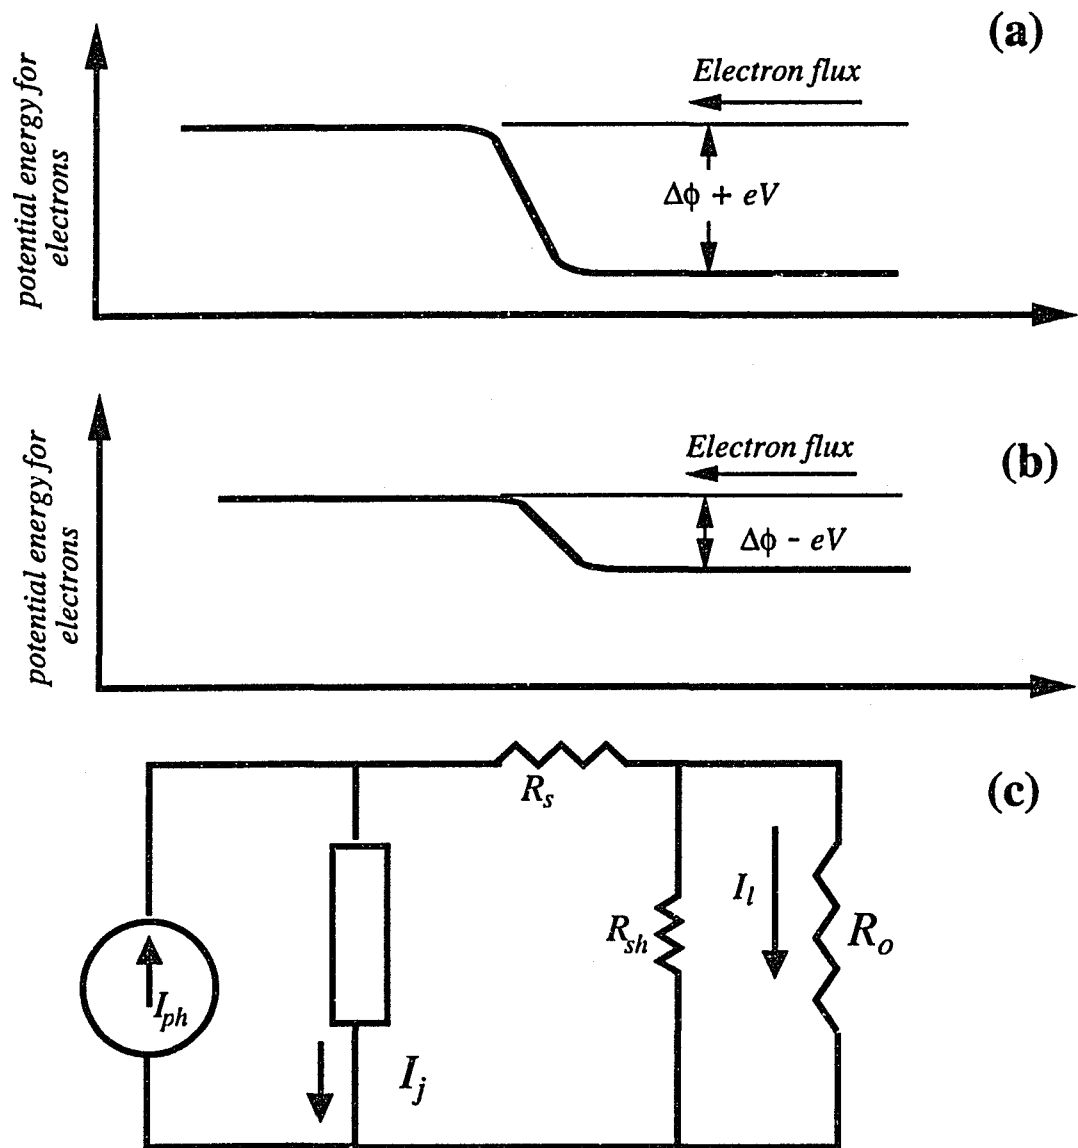 (a)
potential energy for
electrons
Electron flux
Δϕ + eV
(b)
potential energy for
electrons
Electron flux
Δϕ - eV
(c)
R_s
I_ph
I_j
R_sh
I_l
R_o